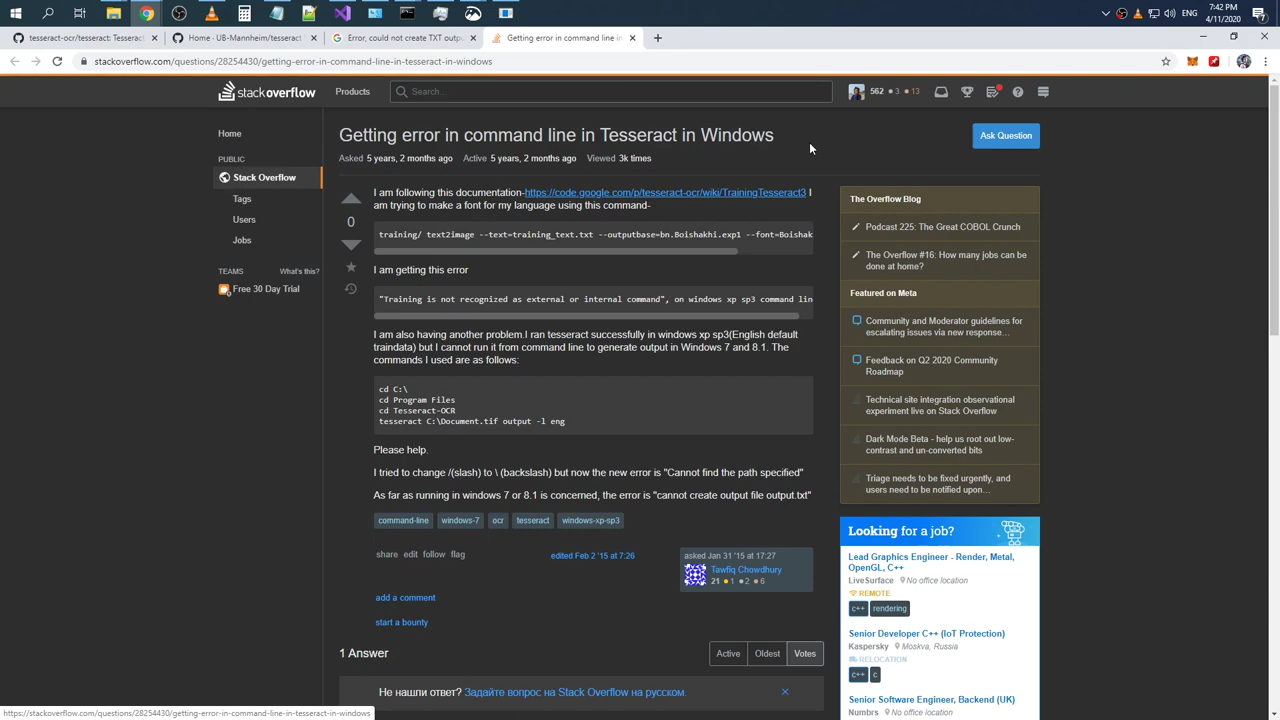 7:42 PM
ENG
4/11/2020
7
tesseract-ocr/tesseract: Tesserac
Home · UB-Mannheim/tesseract
Error, could not create TXT outpu
Getting error in command line in
stackoverflow.com/questions/28254430/getting-error-in-command-line-in-tesseract-in-windows
stackoverflow
Products
Search...
562 3 13
Home
PUBLIC
Stack Overflow
Tags
Users
Jobs
TEAMS What's this?
Free 30 Day Trial
Getting error in command line in Tesseract in Windows
Ask Question
Asked 5 years, 2 months ago Active 5 years, 2 months ago Viewed 3k times
0
I am following this documentation-https://code.google.com/p/tesseract-ocr/wiki/TrainingTesseract3 I
am trying to make a font for my language using this command-
training/ text2image --text=training_text.txt --outputbase=bn.Boishakhi.exp1 --font=Boishak
I am getting this error
"Training is not recognized as external or internal command", on windows xp sp3 command lin
I am also having another problem.I ran tesseract successfully in windows xp sp3(English default
traindata) but I cannot run it from command line to generate output in Windows 7 and 8.1. The
commands I used are as follows:
cd C:\
cd Program Files
cd Tesseract-OCR
tesseract C:\Document.tif output -l eng
Please help.
I tried to change /(slash) to \ (backslash) but now the new error is "Cannot find the path specified"
As far as running in windows 7 or 8.1 is concerned, the error is "cannot create output file output.txt"
command-line windows-7 ocr tesseract windows-xp-sp3
share edit follow flag
edited Feb 2 '15 at 7:26
asked Jan 31 '15 at 17:27
Tawfiq Chowdhury
21 1 2 6
add a comment
start a bounty
1 Answer
Active Oldest Votes
Не нашли ответ? Задайте вопрос на Stack Overflow на русском.
The Overflow Blog
Podcast 225: The Great COBOL Crunch
The Overflow #16: How many jobs can be
done at home?
Featured on Meta
Community and Moderator guidelines for
escalating issues via new response…
Feedback on Q2 2020 Community
Roadmap
Technical site integration observational
experiment live on Stack Overflow
Dark Mode Beta - help us root out low-
contrast and un-converted bits
Triage needs to be fixed urgently, and
users need to be notified upon…
Looking for a job?
Lead Graphics Engineer - Render, Metal,
OpenGL, C++
LiveSurface No office location
REMOTE
c++ rendering
Senior Developer C++ (IoT Protection)
Kaspersky Moskva, Russia
RELOCATION
c++ c
Senior Software Engineer, Backend (UK)
Numbrs No office location
https://stackoverflow.com/questions/28254430/getting-error-in-command-line-in-tesseract-in-windows